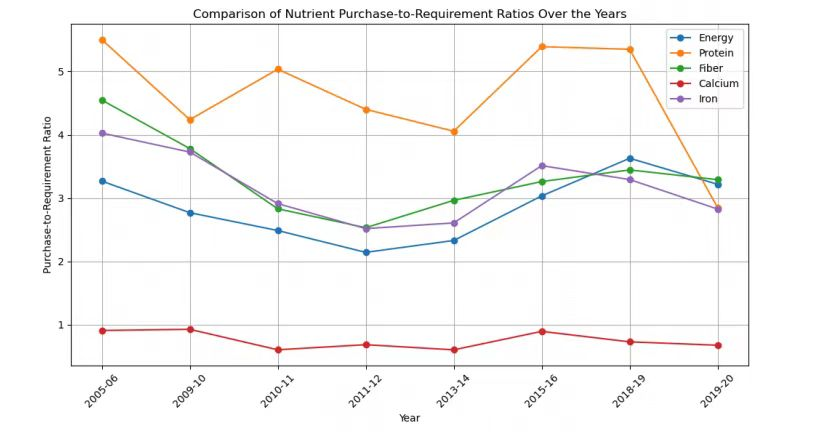 Comparison of Nutrient Purchase-to-Requirement Ratios Over the Years
Energy
Protein
Fiber
Calcium
Iron
Purchase-to-Requirement Ratio
5
4
3
2
1
2005-06
2009-10
2010-11
2011-12
2013-14
2015-16
2018-19
2019-20
Year